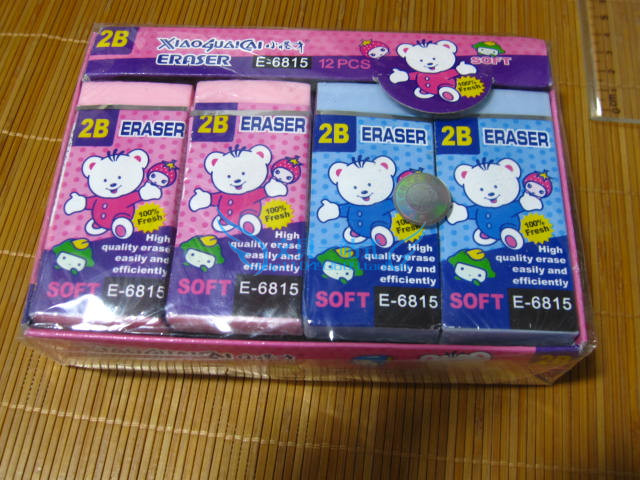 2B XIAOGUAICAI 小怪才
ERASER E-6815 12 PCS SOFT
100% Fresh
2B ERASER
100% Fresh
High quality erase easily and efficiently
SOFT E-6815
2B ERASER
100% Fresh
High quality erase easily and efficiently
SOFT E-6815
2B ERASER
100% Fresh
High quality erase easily and efficiently
SOFT E-6815
2B ERASER
100% Fresh
High quality erase easily and efficiently
SOFT E-6815